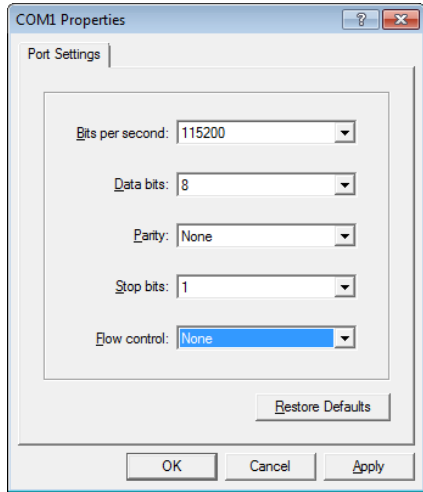 COM1 Properties
Port Settings
Bits per second: 115200
Data bits: 8
Parity: None
Stop bits: 1
Flow control: None
Restore Defaults
OK Cancel Apply